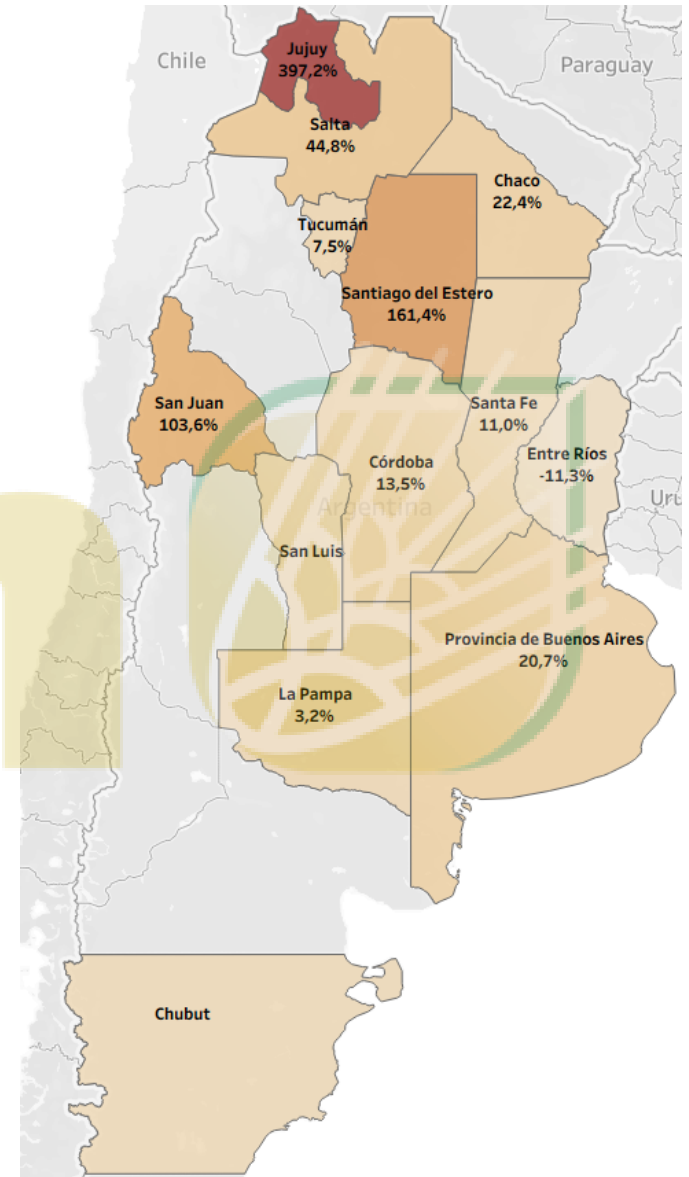 Chile
Jujuy
397,2%
Paraguay
Salta
44,8%
Chaco
22,4%
Tucumán
7,5%
Santiago del Estero
161,4%
San Juan
103,6%
Santa Fe
11,0%
Entre Ríos
-11,3%
Córdoba
13,5%
Uru
Argentina
San Luis
Provincia de Buenos Aires
20,7%
La Pampa
3,2%
Chubut